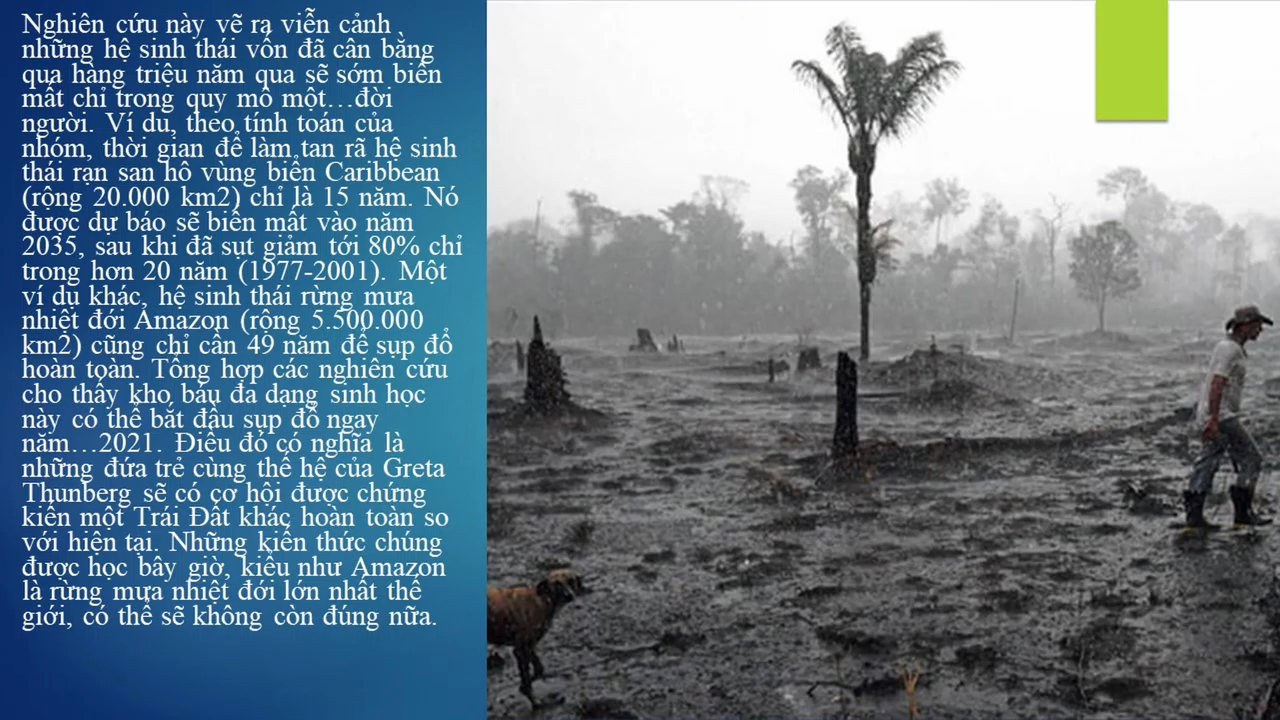 Nghiên cứu này vẽ ra viễn cảnh
những hệ sinh thái vốn đã cân bằng
qua hàng triệu năm qua sẽ sớm biến
mất chỉ trong quy mô một…đời
người. Ví dụ, theo tính toán của
nhóm, thời gian để làm tan rã hệ sinh
thái rạn san hô vùng biển Caribbean
(rộng 20.000 km2) chỉ là 15 năm. Nó
được dự báo sẽ biến mất vào năm
2035, sau khi đã sụt giảm tới 80% chỉ
trong hơn 20 năm (1977-2001). Một
ví dụ khác, hệ sinh thái rừng mưa
nhiệt đới Amazon (rộng 5.500.000
km2) cũng chỉ cần 49 năm để sụp đổ
hoàn toàn. Tổng hợp các nghiên cứu
cho thấy kho báu đa dạng sinh học
này có thể bắt đầu sụp đổ ngay
năm…2021. Điều đó có nghĩa là
những đứa trẻ cùng thế hệ của Greta
Thunberg sẽ có cơ hội được chứng
kiến một Trái Đất khác hoàn toàn so
với hiện tại. Những kiến thức chúng
được học bây giờ, kiểu như Amazon
là rừng mưa nhiệt đới lớn nhất thế
giới, có thể sẽ không còn đúng nữa.